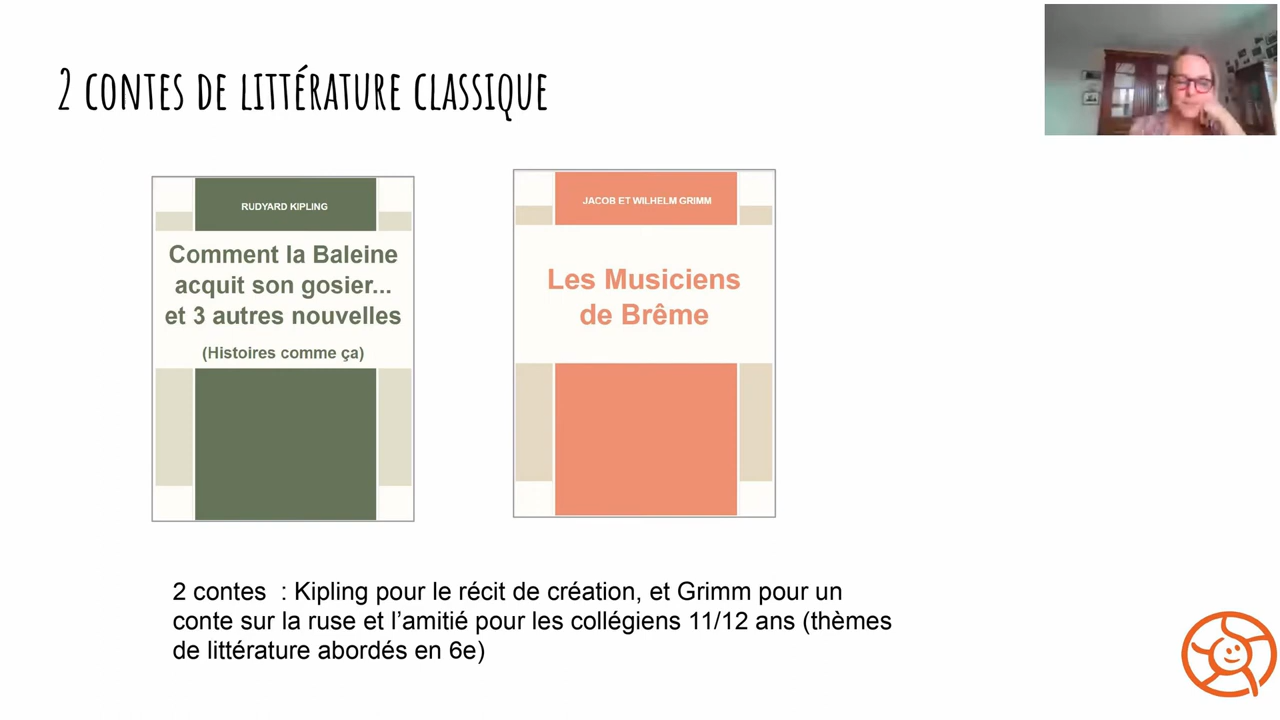 2 contes de littérature classique
RUDYARD KIPLING
Comment la Baleine
acquit son gosier...
et 3 autres nouvelles
(Histoires comme ça)
JACOB ET WILHELM GRIMM
Les Musiciens
de Brême
2 contes : Kipling pour le récit de création, et Grimm pour un
conte sur la ruse et l’amitié pour les collégiens 11/12 ans (thèmes
de littérature abordés en 6e)